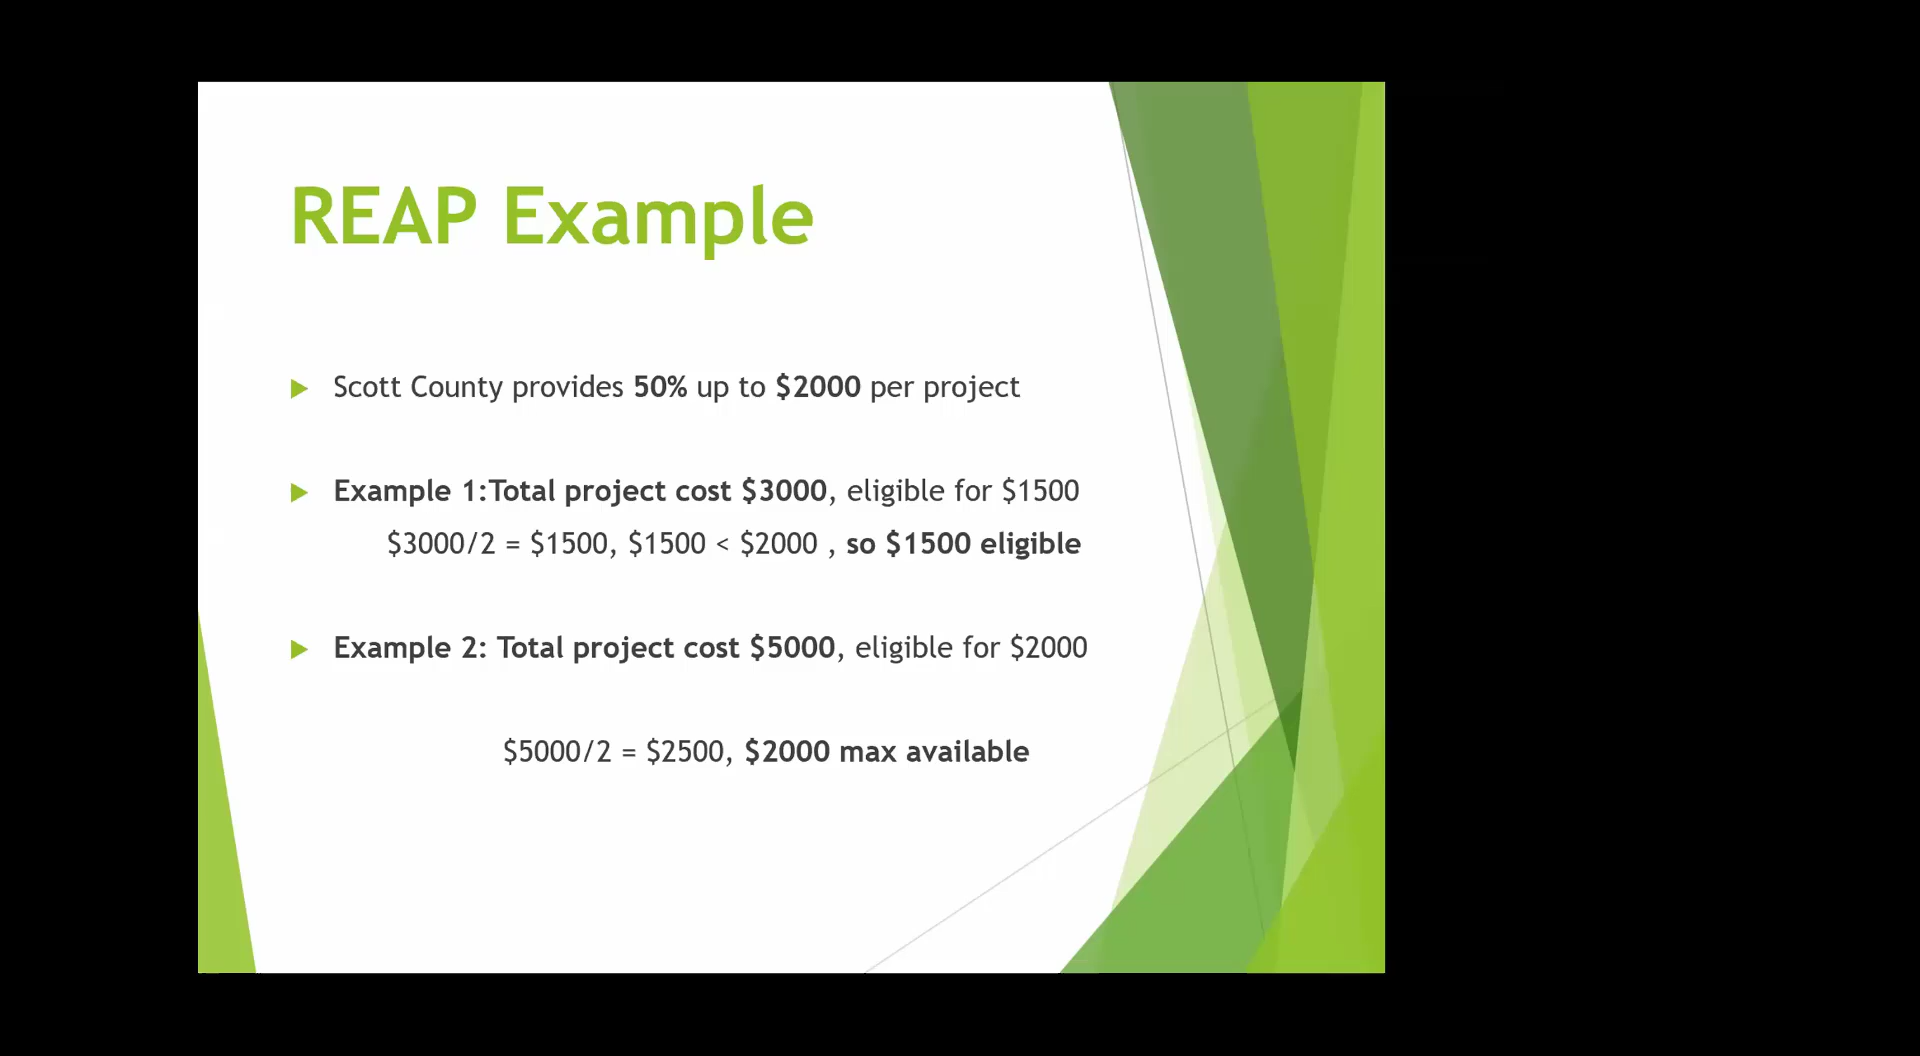 REAP Example
Scott County provides 50% up to $2000 per project
Example 1:Total project cost $3000, eligible for $1500
$3000/2 = $1500, $1500 < $2000 , so $1500 eligible
Example 2: Total project cost $5000, eligible for $2000
$5000/2 = $2500, $2000 max available